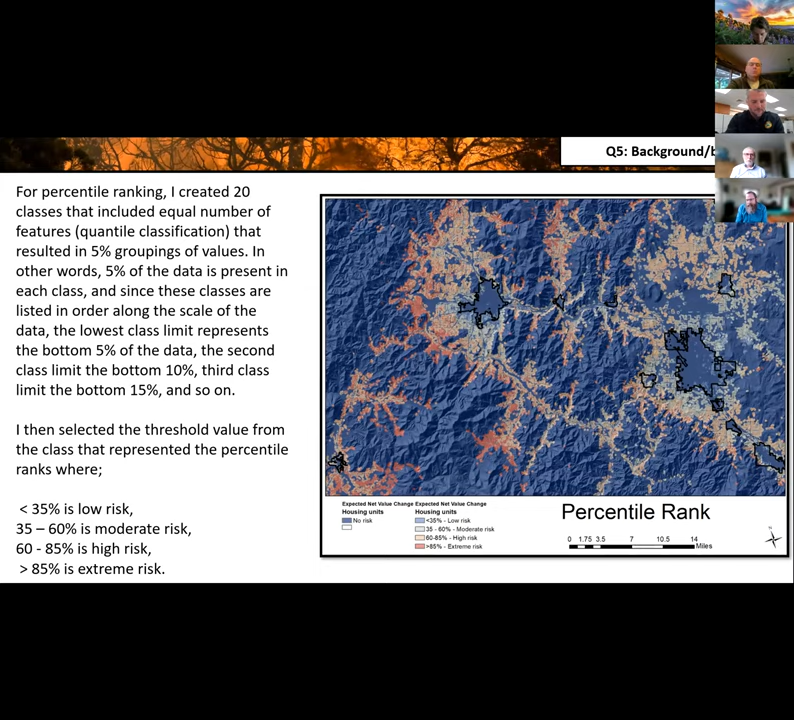 Q5: Background/b
For percentile ranking, I created 20
classes that included equal number of
features (quantile classification) that
resulted in 5% groupings of values. In
other words, 5% of the data is present in
each class, and since these classes are
listed in order along the scale of the
data, the lowest class limit represents
the bottom 5% of the data, the second
class limit the bottom 10%, third class
limit the bottom 15%, and so on.
I then selected the threshold value from
the class that represented the percentile
ranks where;
< 35% is low risk,
35 – 60% is moderate risk,
60 - 85% is high risk,
> 85% is extreme risk.
Expected Net Value Change
Housing units
No risk
Expected Net Value Change
Housing units
<35% - Low risk
35 - 60% - Moderate risk
60-85% - High risk
>85% - Extreme risk
Percentile Rank
0 1.75 3.5 7 10.5 14
Miles